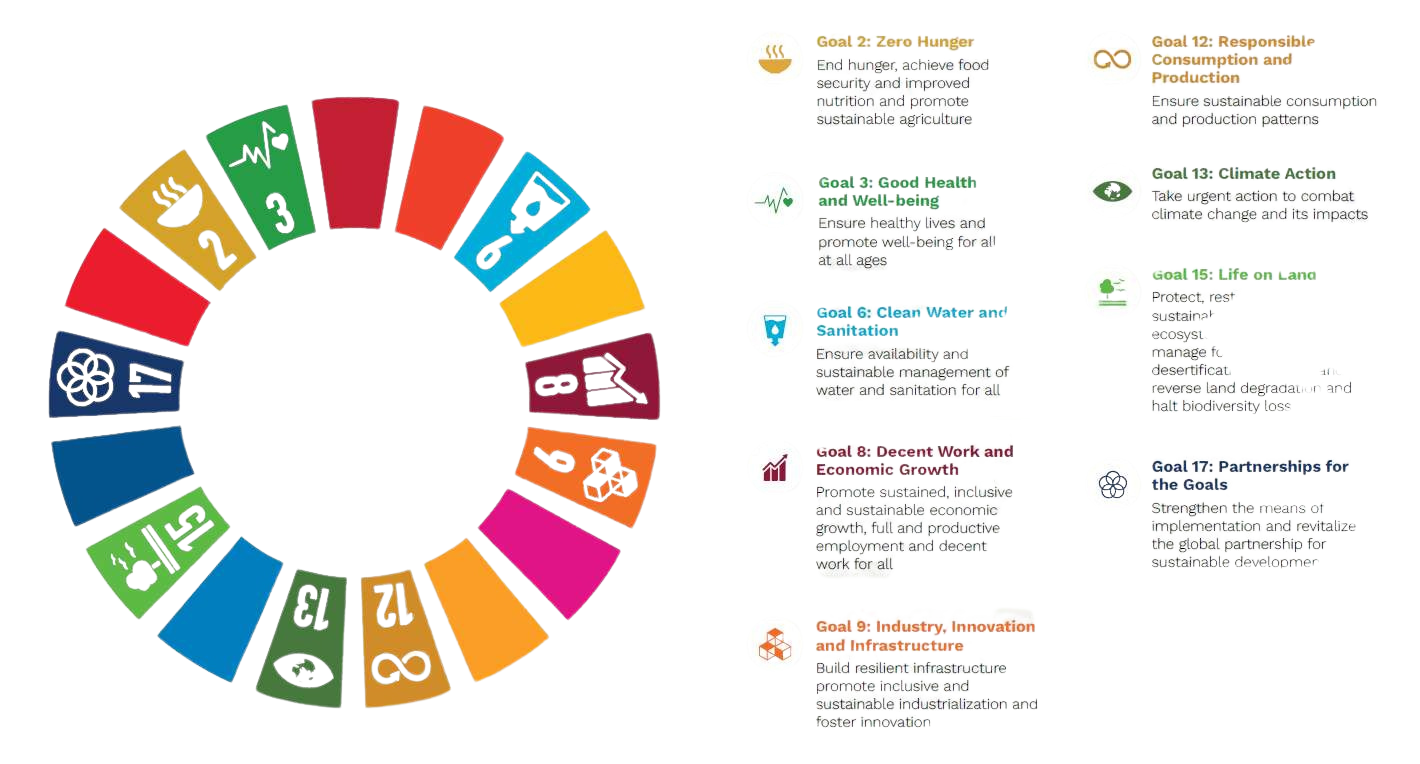 2
3
6
8
9
12
13
15
17
Goal 2: Zero Hunger
End hunger, achieve food
security and improved
nutrition and promote
sustainable agriculture
Goal 3: Good Health
and Well-being
Ensure healthy lives and
promote well-being for all
at all ages
Goal 6: Clean Water and
Sanitation
Ensure availability and
sustainable management of
water and sanitation for all
Goal 8: Decent Work and
Economic Growth
Promote sustained, inclusive
and sustainable economic
growth, full and productive
employment and decent
work for all
Goal 9: Industry, Innovation
and Infrastructure
Build resilient infrastructure
promote inclusive and
sustainable industrialization and
foster innovation
Goal 12: Responsible
Consumption and
Production
Ensure sustainable consumption
and production patterns
Goal 13: Climate Action
Take urgent action to combat
climate change and its impacts
Goal 15: Life on Land
Protect,
manage
reverse land degradation and
halt biodiversity loss
Goal 17: Partnerships for
the Goals
Strengthen the means of
implementation and revitalize
the global partnership for
sustainable